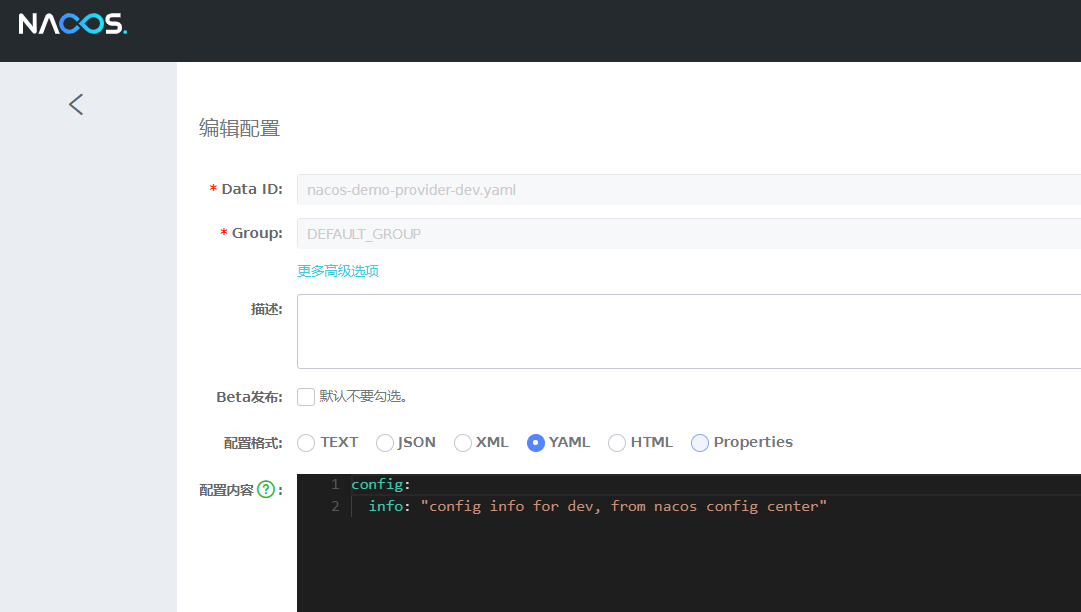 NACOS.
编辑配置
* Data ID: nacos-demo-provider-dev.yaml
* Group: DEFAULT_GROUP
更多高级选项
描述:
Beta发布: 默认不要勾选。
配置格式: TEXT JSON XML YAML HTML Properties
配置内容 ? :
1 config:
2 info: "config info for dev, from nacos config center"